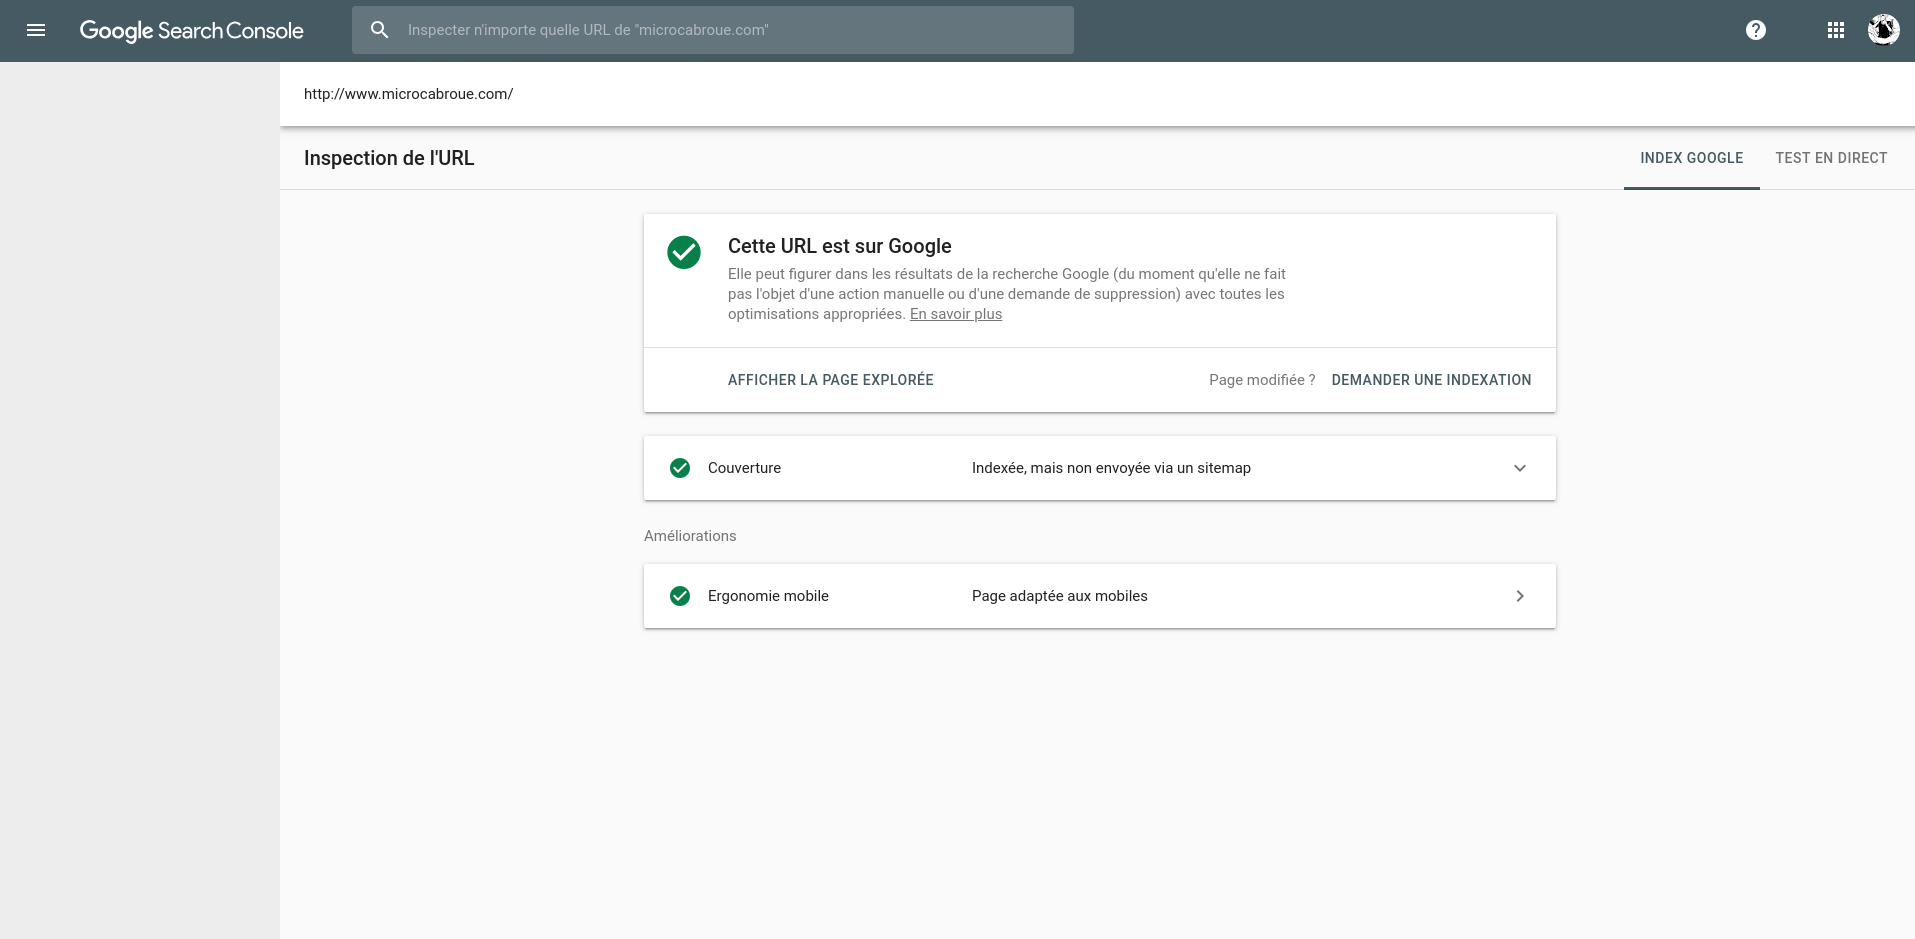 Google Search Console
Inspecter n'importe quelle URL de "microcabroue.com"
http://www.microcabroue.com/
Inspection de l'URL
INDEX GOOGLE
TEST EN DIRECT
Cette URL est sur Google
Elle peut figurer dans les résultats de la recherche Google (du moment qu'elle ne fait
pas l'objet d'une action manuelle ou d'une demande de suppression) avec toutes les
optimisations appropriées. En savoir plus
AFFICHER LA PAGE EXPLORÉE
Page modifiée ? DEMANDER UNE INDEXATION
Couverture
Indexée, mais non envoyée via un sitemap
Améliorations
Ergonomie mobile
Page adaptée aux mobiles